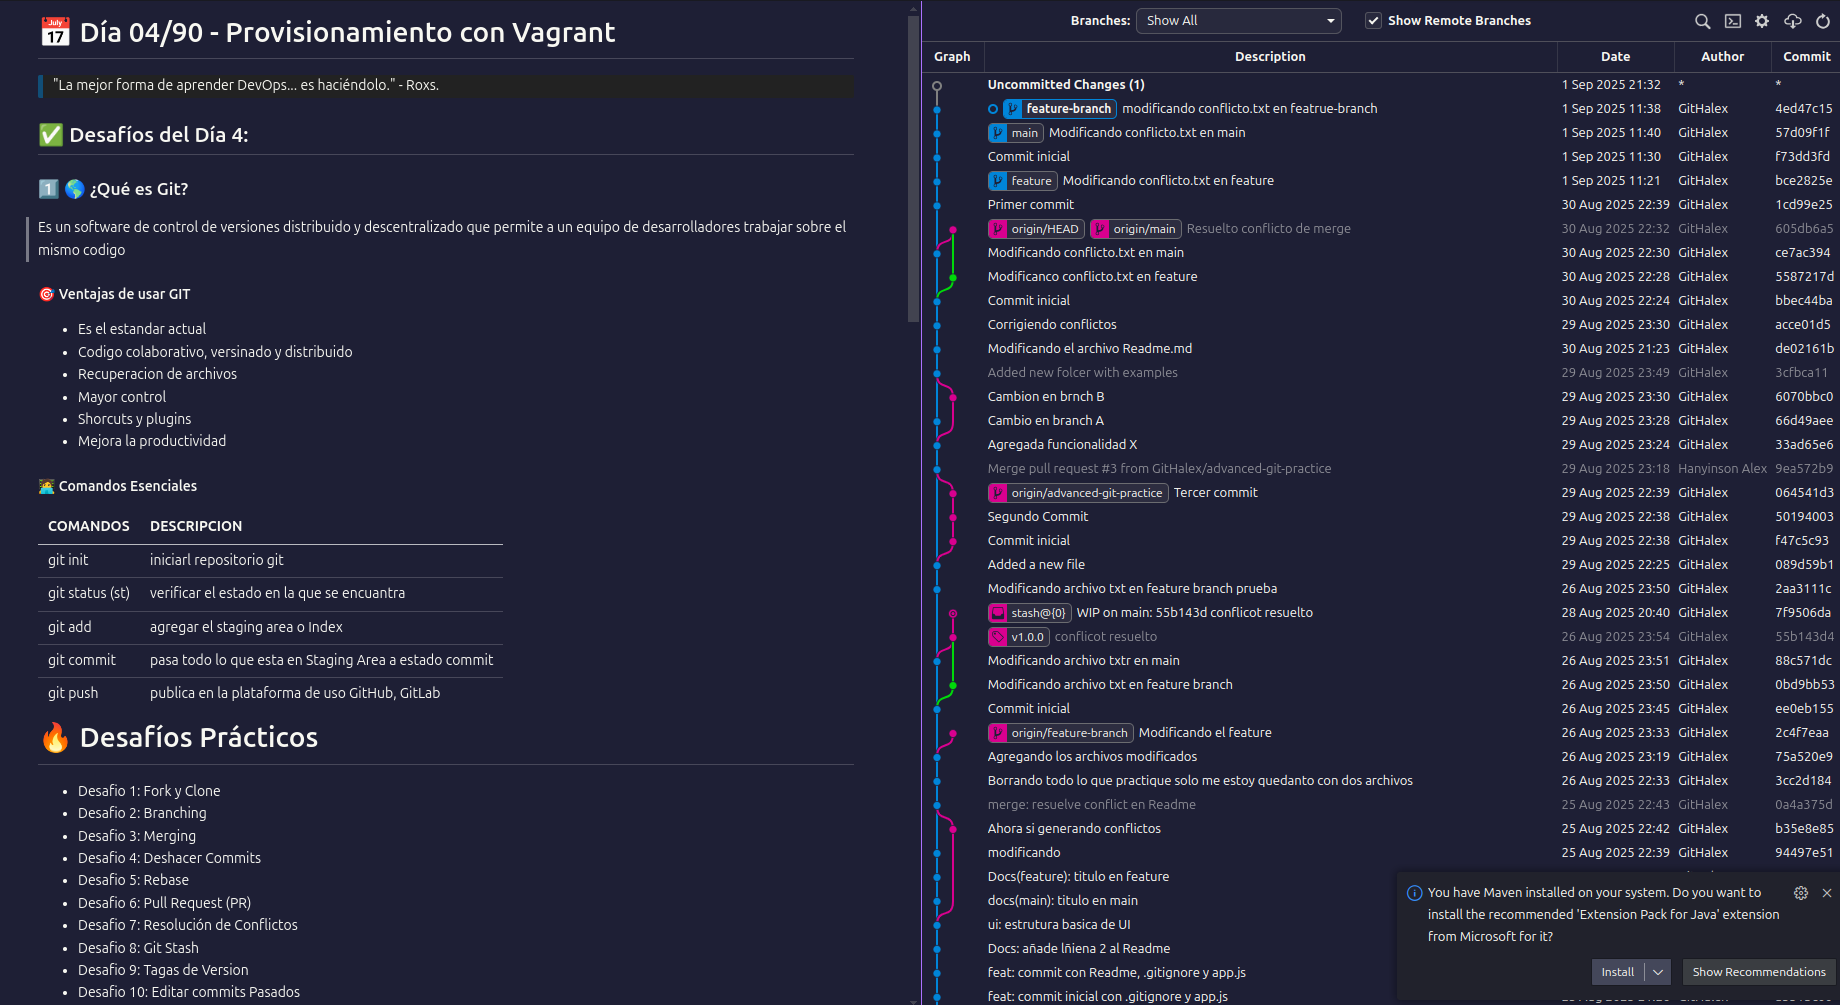 Día 04/90 - Provisionamiento con Vagrant
"La mejor forma de aprender DevOps... es haciéndolo." - Roxs.
Desafíos del Día 4:
1 ¿Qué es Git?
Es un software de control de versiones distribuido y descentralizado que permite a un equipo de desarrolladores trabajar sobre el
mismo codigo
Ventajas de usar GIT
• Es el estandar actual
• Codigo colaborativo, versinado y distribuido
• Recuperacion de archivos
• Mayor control
• Shorcuts y plugins
• Mejora la productividad
Comandos Esenciales
COMANDOS DESCRIPCION
git init iniciarl repositorio git
git status (st) verificar el estado en la que se encuantra
git add agregar el staging area o Index
git commit pasa todo lo que esta en Staging Area a estado commit
git push publica en la plataforma de uso GitHub, GitLab
Desafíos Prácticos
• Desafio 1: Fork y Clone
• Desafio 2: Branching
• Desafio 3: Merging
• Desafio 4: Deshacer Commits
• Desafio 5: Rebase
• Desafio 6: Pull Request (PR)
• Desafio 7: Resolución de Conflictos
• Desafio 8: Git Stash
• Desafio 9: Tagas de Version
• Desafio 10: Editar commits Pasados
Branches: Show All Show Remote Branches
Graph Description Date Author Commit
Uncommitted Changes (1) 1 Sep 2025 21:32 * *
feature-branch modificando conflicto.txt en featrue-branch 1 Sep 2025 11:38 GitHalex 4ed47c15
main Modificando conflicto.txt en main 1 Sep 2025 11:40 GitHalex 57d09f1f
Commit inicial 1 Sep 2025 11:30 GitHalex f73dd3fd
feature Modificando conflicto.txt en feature 1 Sep 2025 11:21 GitHalex bce2825e
Primer commit 30 Aug 2025 22:39 GitHalex 1cd99e25
origin/HEAD origin/main Resuelto conflicto de merge 30 Aug 2025 22:32 GitHalex 605db6a5
Modificando conflicto.txt en main 30 Aug 2025 22:30 GitHalex ce7ac394
Modificanco conflicto.txt en feature 30 Aug 2025 22:28 GitHalex 5587217d
Commit inicial 30 Aug 2025 22:24 GitHalex bbec44ba
Corrigiendo conflictos 29 Aug 2025 23:30 GitHalex acce01d5
Modificando el archivo Readme.md 30 Aug 2025 21:23 GitHalex de02161b
Added new folcer with examples 29 Aug 2025 23:49 GitHalex 3cfbca11
Cambion en brnch B 29 Aug 2025 23:30 GitHalex 6070bbc0
Cambio en branch A 29 Aug 2025 23:28 GitHalex 66d49aee
Agregada funcionalidad X 29 Aug 2025 23:24 GitHalex 33ad65e6
Merge pull request #3 from GitHalex/advanced-git-practice 29 Aug 2025 23:18 Hanyinson Alex 9ea572b9
origin/advanced-git-practice Tercer commit 29 Aug 2025 22:39 GitHalex 064541d3
Segundo Commit 29 Aug 2025 22:38 GitHalex 50194003
Commit inicial 29 Aug 2025 22:38 GitHalex f47c5c93
Added a new file 29 Aug 2025 22:25 GitHalex 089d59b1
Modificando archivo txt en feature branch prueba 26 Aug 2025 23:50 GitHalex 2aa3111c
stash@{0} WIP on main: 55b143d conflicot resuelto 28 Aug 2025 20:40 GitHalex 7f9506da
v1.0.0 conflicot resuelto 26 Aug 2025 23:54 GitHalex 55b143d4
Modificando archivo txtr en main 26 Aug 2025 23:51 GitHalex 88c571dc
Modificando archivo txt en feature branch 26 Aug 2025 23:50 GitHalex 0bd9bb53
Commit inicial 26 Aug 2025 23:45 GitHalex ee0eb155
origin/feature-branch Modificando el feature 26 Aug 2025 23:33 GitHalex 2c4f7eaa
Agregando los archivos modificados 26 Aug 2025 23:19 GitHalex 75a520e9
Borrando todo lo que practique solo me estoy quedanto con dos archivos 26 Aug 2025 22:33 GitHalex 3cc2d184
merge: resuelve conflict en Readme 25 Aug 2025 22:43 GitHalex 0a4a375d
Ahora si generando conflictos 25 Aug 2025 22:42 GitHalex b35e8e85
modificando 25 Aug 2025 22:39 GitHalex 94497e51
Docs(feature): titulo en feature
docs(main): titulo en main
ui: estrutura basica de UI
Docs: añade lñiena 2 al Readme
feat: commit con Readme, .gitignore y app.js
feat: commit inicial con .gitignore y app.js
You have Maven installed on your system. Do you want to
install the recommended 'Extension Pack for Java' extension
from Microsoft for it?
Install Show Recommendations